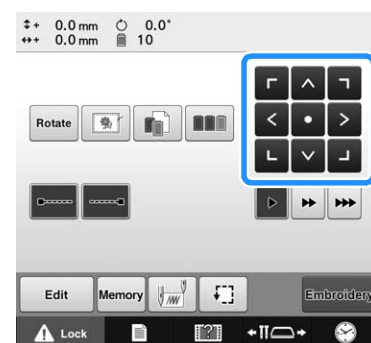 + 0.0 mm 0.0°
+ 0.0 mm 10
Rotate
Edit Memory Embroidery
Lock